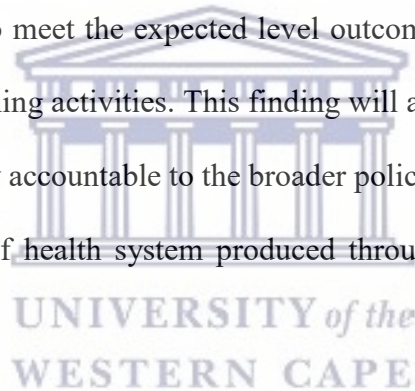 meet the expected level outcom
ning activities. This finding will a
accountable to the broader polic
f health system produced throu
UNIVERSITY of the
WESTERN CAPE